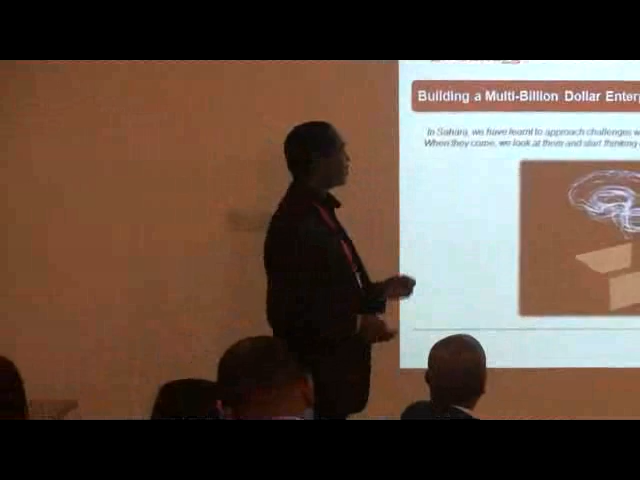 Building a Multi-Billion Dollar Enterp
In Sahara, we have learnt to approach challenges w
When they come, we look at them and start thinking